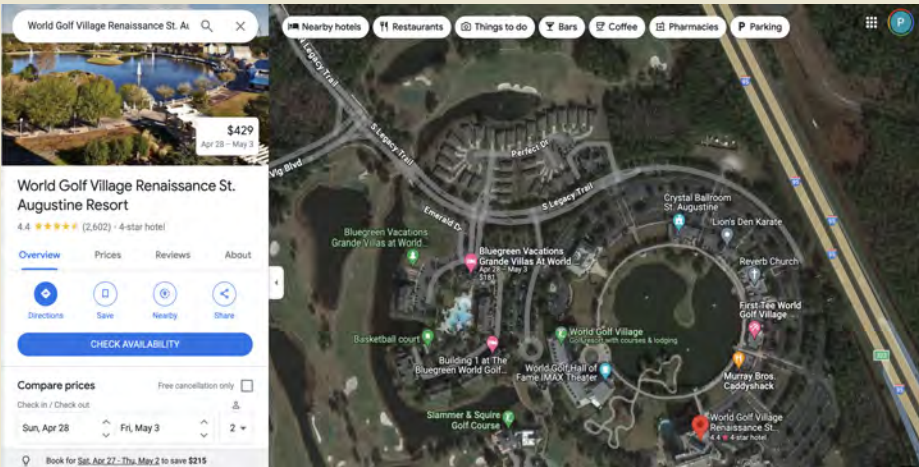 World Golf Village Renaissance St. Au
$429
Apr 28 – May 3
World Golf Village Renaissance St.
Augustine Resort
4.4 (2,602) · 4-star hotel
Overview Prices Reviews About
Directions Save Nearby Share
CHECK AVAILABILITY
Compare prices Free cancellation only
Check in / Check out
Sun, Apr 28 Fri, May 3 2
Book for Sat, Apr 27 - Thu, May 2 to save $215
Nearby hotels Restaurants Things to do Bars Coffee Pharmacies Parking
P
S Legacy Trail
S Legacy Trail
Vlg Blvd
Perfect Dr
S Legacy Trail
Emerald Dr
Crystal Ballroom
St. Augustine
Lion's Den Karate
Bluegreen Vacations
Grande Villas at World...
Bluegreen Vacations
Grande Villas At World
Apr 28 – May 3
$181
Reverb Church
First Tee World
Golf Village
Basketball court
World Golf Village
Golf resort with courses & lodging
Building 1 at The
Bluegreen World Golf...
World Golf Hall of
Fame IMAX Theater
Murray Bros.
Caddyshack
Slammer & Squire
Golf Course
World Golf Village
Renaissance St...
4.4 4-star hotel
95
95
95
95